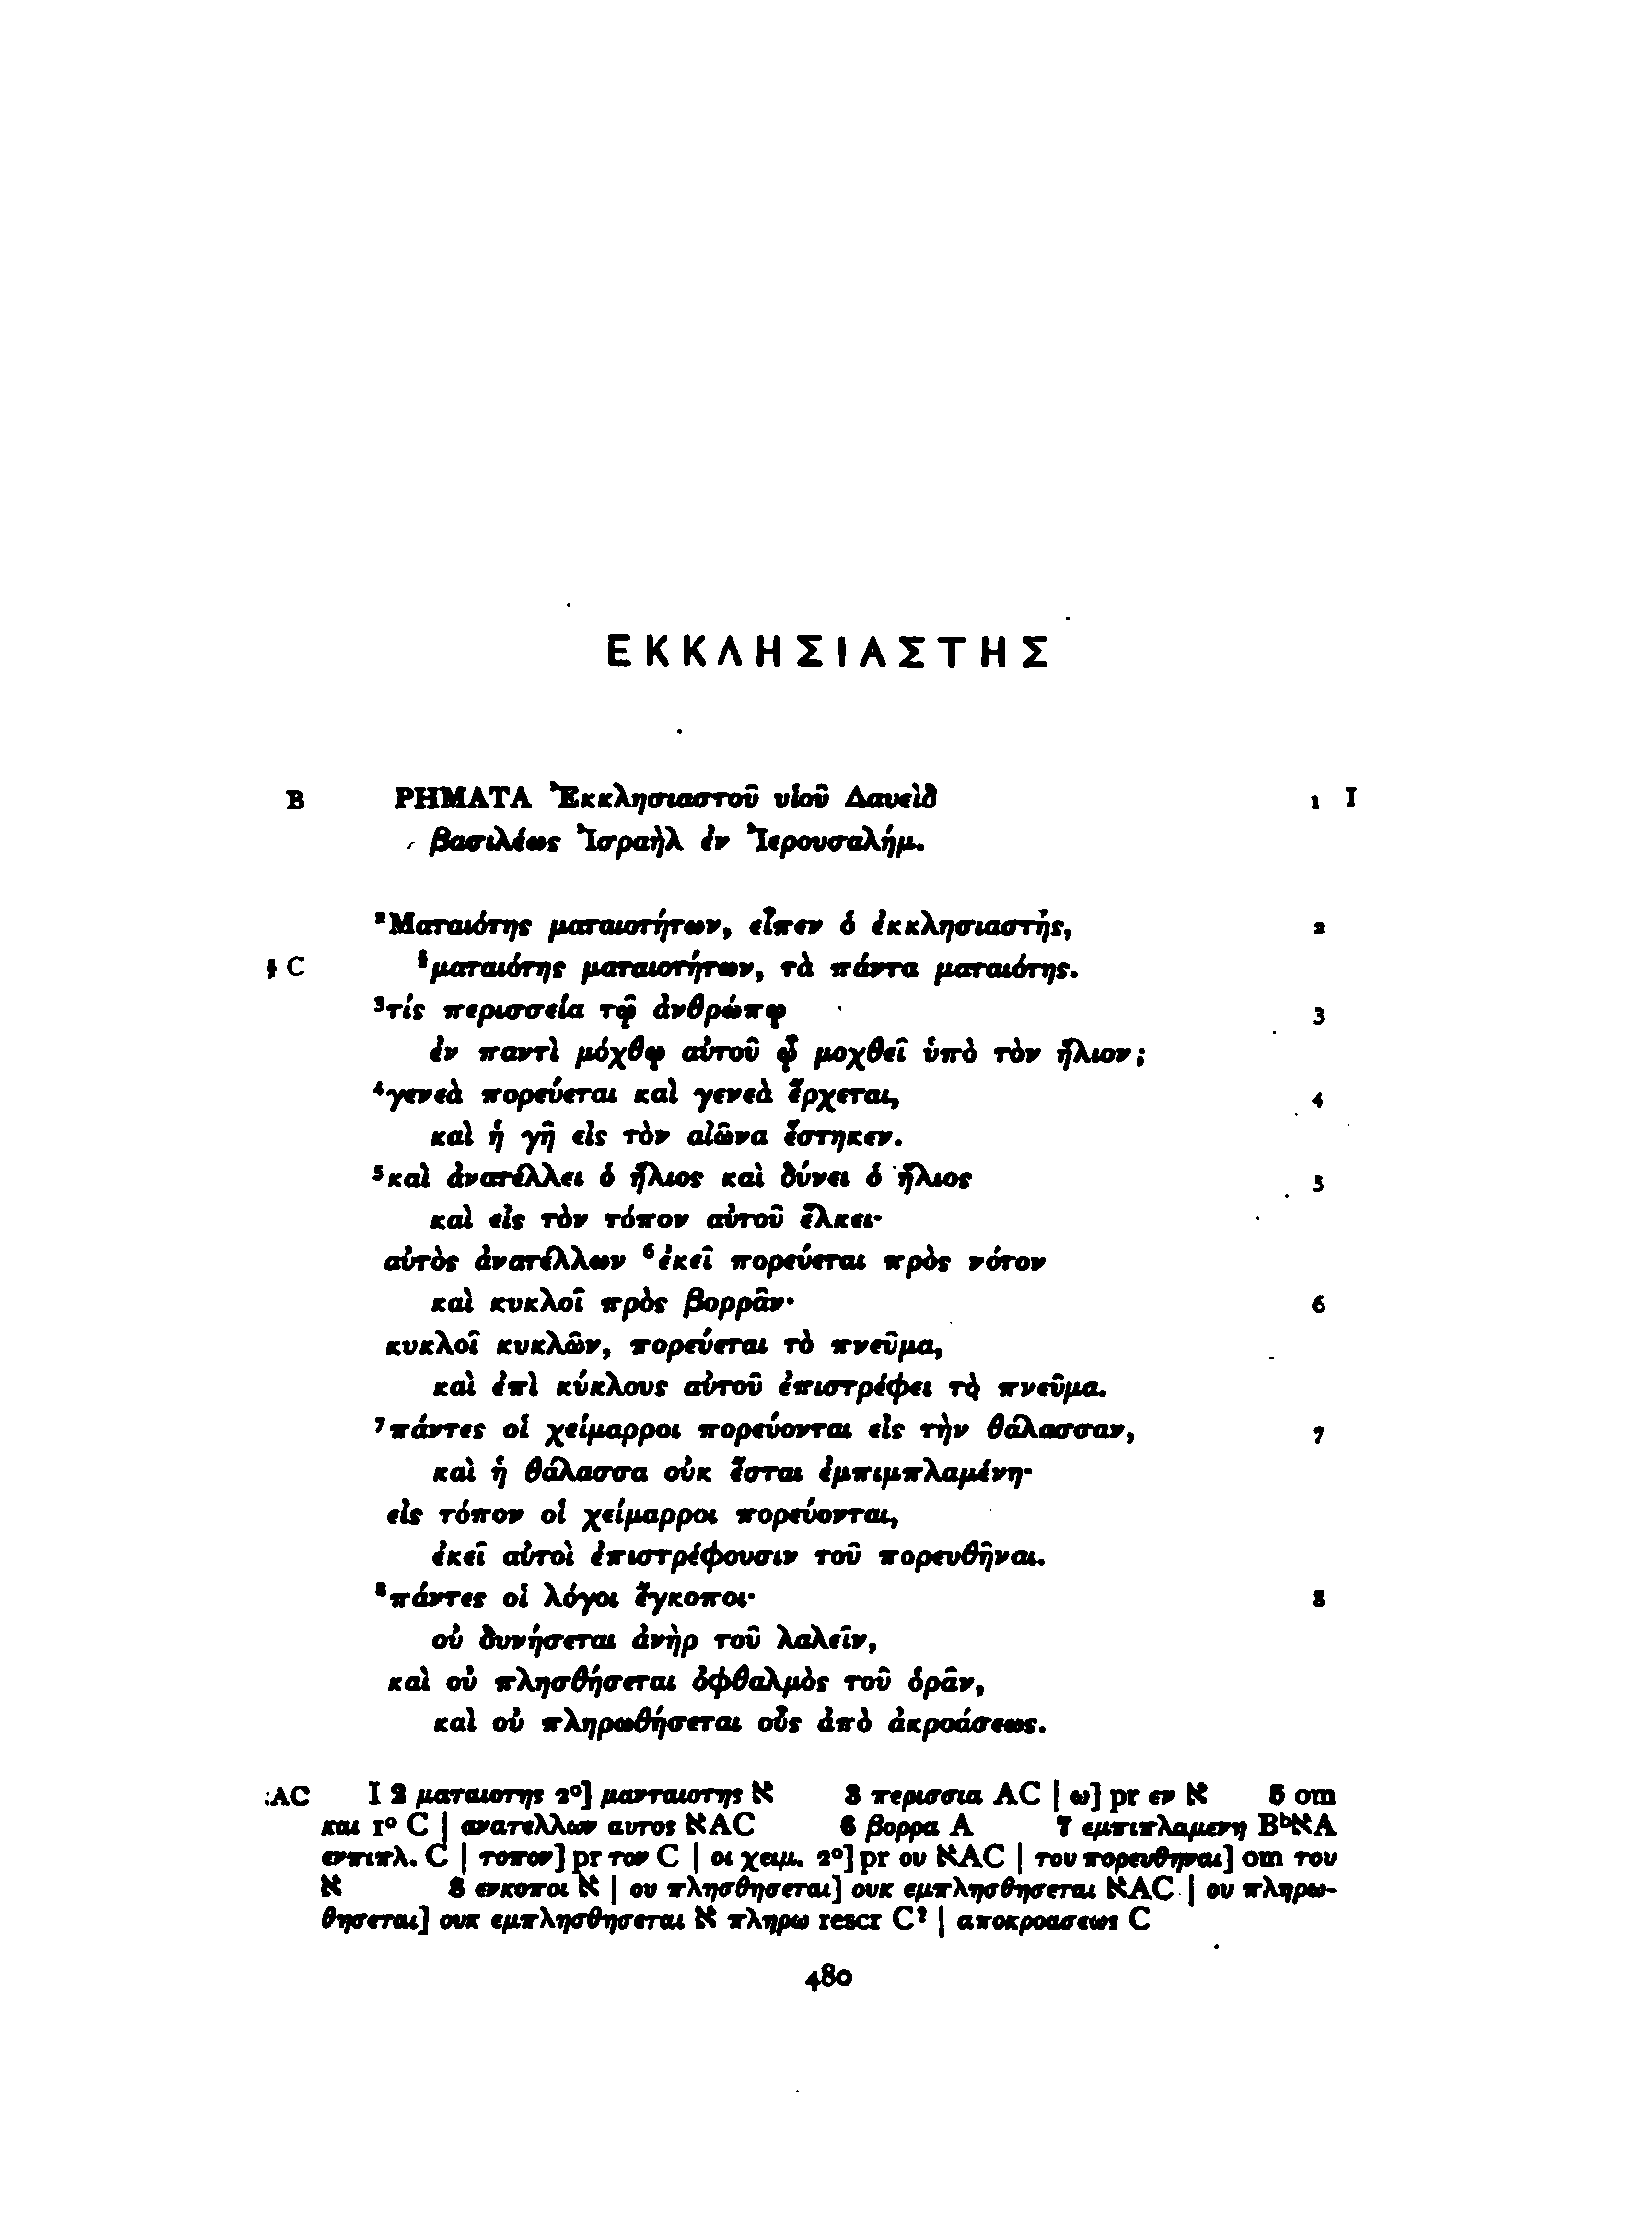 ΕΚΚΛΗΣΙΑΣΤΗΣ
B ΡΗΜΑΤΑ Ἐκκλησιαστοῦ υἱοῦ Δαυεὶδ 1 I
βασιλέως Ἰσραὴλ ἐν Ἰερουσαλήμ.
²Ματαιότης ματαιοτήτων, εἶπεν ὁ ἐκκλησιαστής, 2
§ C §ματαιότης ματαιοτήτων, τὰ πάντα ματαιότης.
³τίς περισσεία τῷ ἀνθρώπῳ 3
ἐν παντὶ μόχθῳ αὐτοῦ ᾧ μοχθεῖ ὑπὸ τὸν ἥλιον;
⁴γενεὰ πορεύεται καὶ γενεὰ ἔρχεται, 4
καὶ ἡ γῆ εἰς τὸν αἰῶνα ἕστηκεν.
⁵καὶ ἀνατέλλει ὁ ἥλιος καὶ δύνει ὁ ἥλιος 5
καὶ εἰς τὸν τόπον αὐτοῦ ἕλκει·
αὐτὸς ἀνατέλλων ⁶ἐκεῖ πορεύεται πρὸς νότον
καὶ κυκλοῖ πρὸς βορρᾶν· 6
κυκλοῖ κυκλῶν, πορεύεται τὸ πνεῦμα,
καὶ ἐπὶ κύκλους αὐτοῦ ἐπιστρέφει τὸ πνεῦμα.
⁷πάντες οἱ χείμαρροι πορεύονται εἰς τὴν θάλασσαν, 7
καὶ ἡ θάλασσα οὐκ ἔσται ἐμπιμπλαμένη·
εἰς τόπον οἱ χείμαρροι πορεύονται,
ἐκεῖ αὐτοὶ ἐπιστρέφουσιν τοῦ πορευθῆναι.
⁸πάντες οἱ λόγοι ἔγκοποι· 8
οὐ δυνήσεται ἀνὴρ τοῦ λαλεῖν,
καὶ οὐ πλησθήσεται ὀφθαλμὸς τοῦ ὁρᾶν,
καὶ οὐ πληρωθήσεται οὖς ἀπὸ ἀκροάσεως.
AC I 2 ματαιοτης 2°] μανταιοτης א 3 περισσια AC | ω] pr εν א 5 om
και 1° C | ανατελλων αυτος אAC 6 βορρα A 7 εμπιπλαμενη Bᵇ אA
ενπιπλ. C | τοπον] pr τον C | οι χειμ. 2°] pr ου אAC | του πορευθηναι] om του
א 8 ενκοποι א | ου πλησθησεται] ουκ εμπλησθησεται אAC | ου πληρω-
θησεται] ουκ εμπλησθησεται א πληρω rescr C² | αποκροασεως C
480